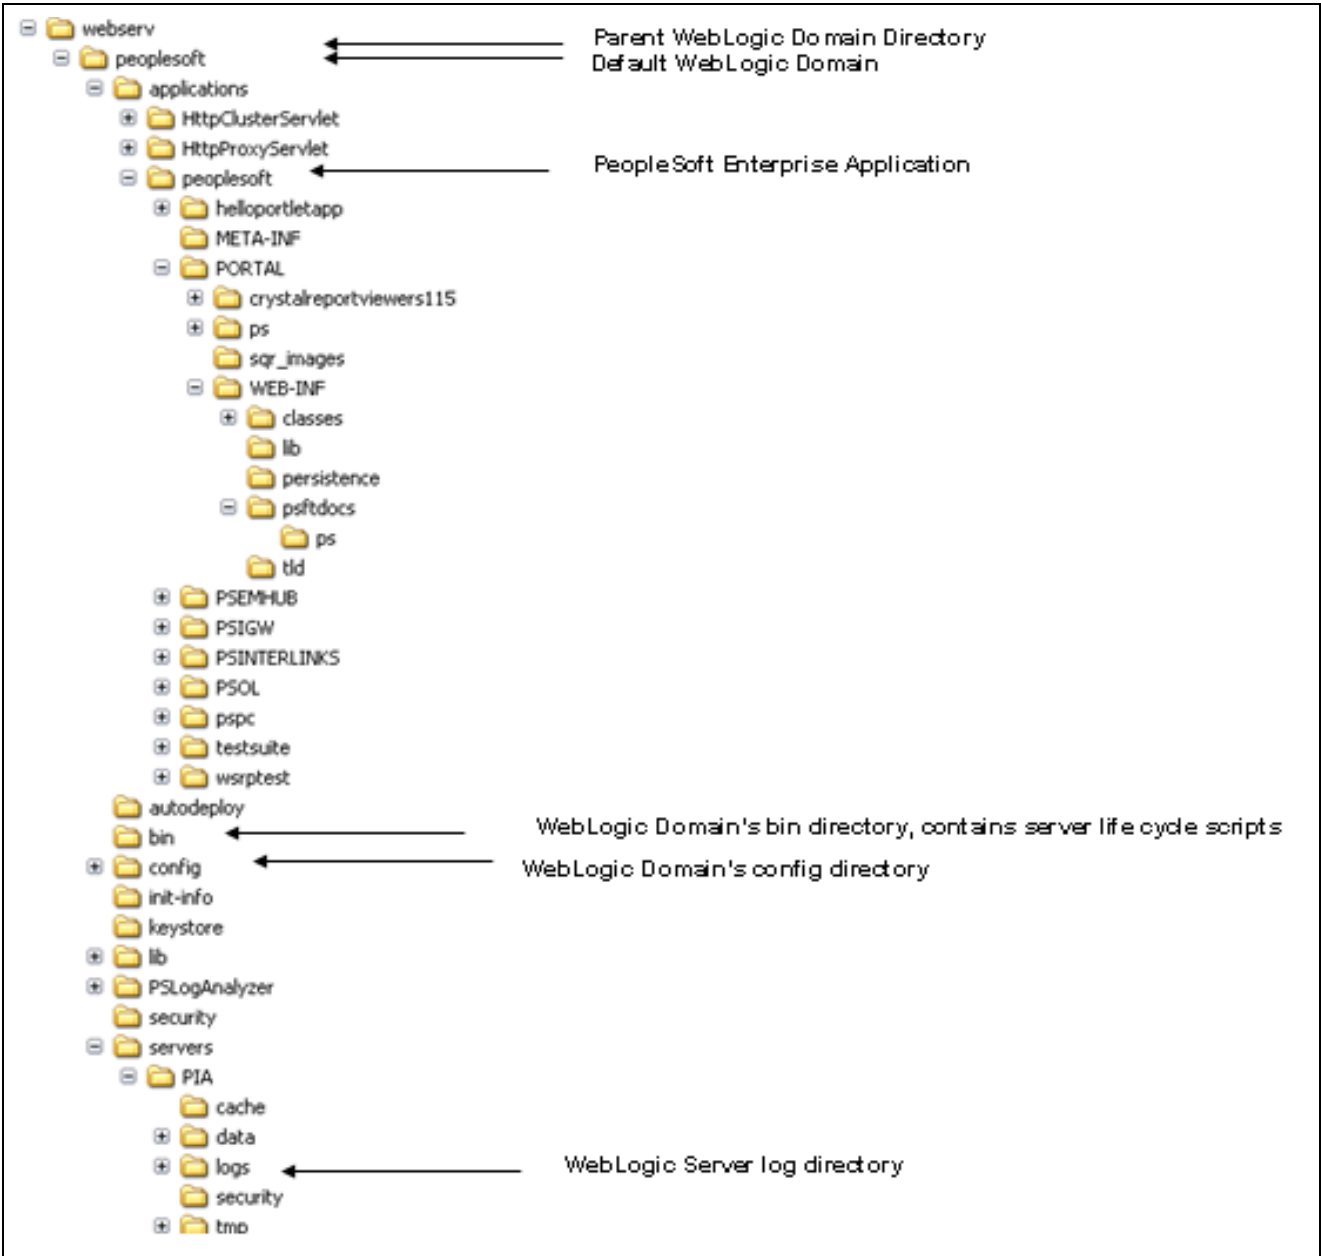 webserv
Parent WebLogic Domain Directory
peoplesoft
Default WebLogic Domain
applications
HttpClusterServlet
HttpProxyServlet
PeopleSoft Enterprise Application
peoplesoft
helloportletapp
META-INF
PORTAL
crystalreportviewers115
ps
sqr_images
WEB-INF
classes
lib
persistence
psftdocs
ps
tld
PSEMHUB
PSIGW
PSINTERLINKS
PSOL
pspc
testsuite
wsrptest
autodeploy
WebLogic Domain's bin directory, contains server life cycle scripts
bin
config
WebLogic Domain's config directory
init-info
keystore
lib
PSLogAnalyzer
security
servers
PIA
cache
data
logs
WebLogic Server log directory
security
tmp